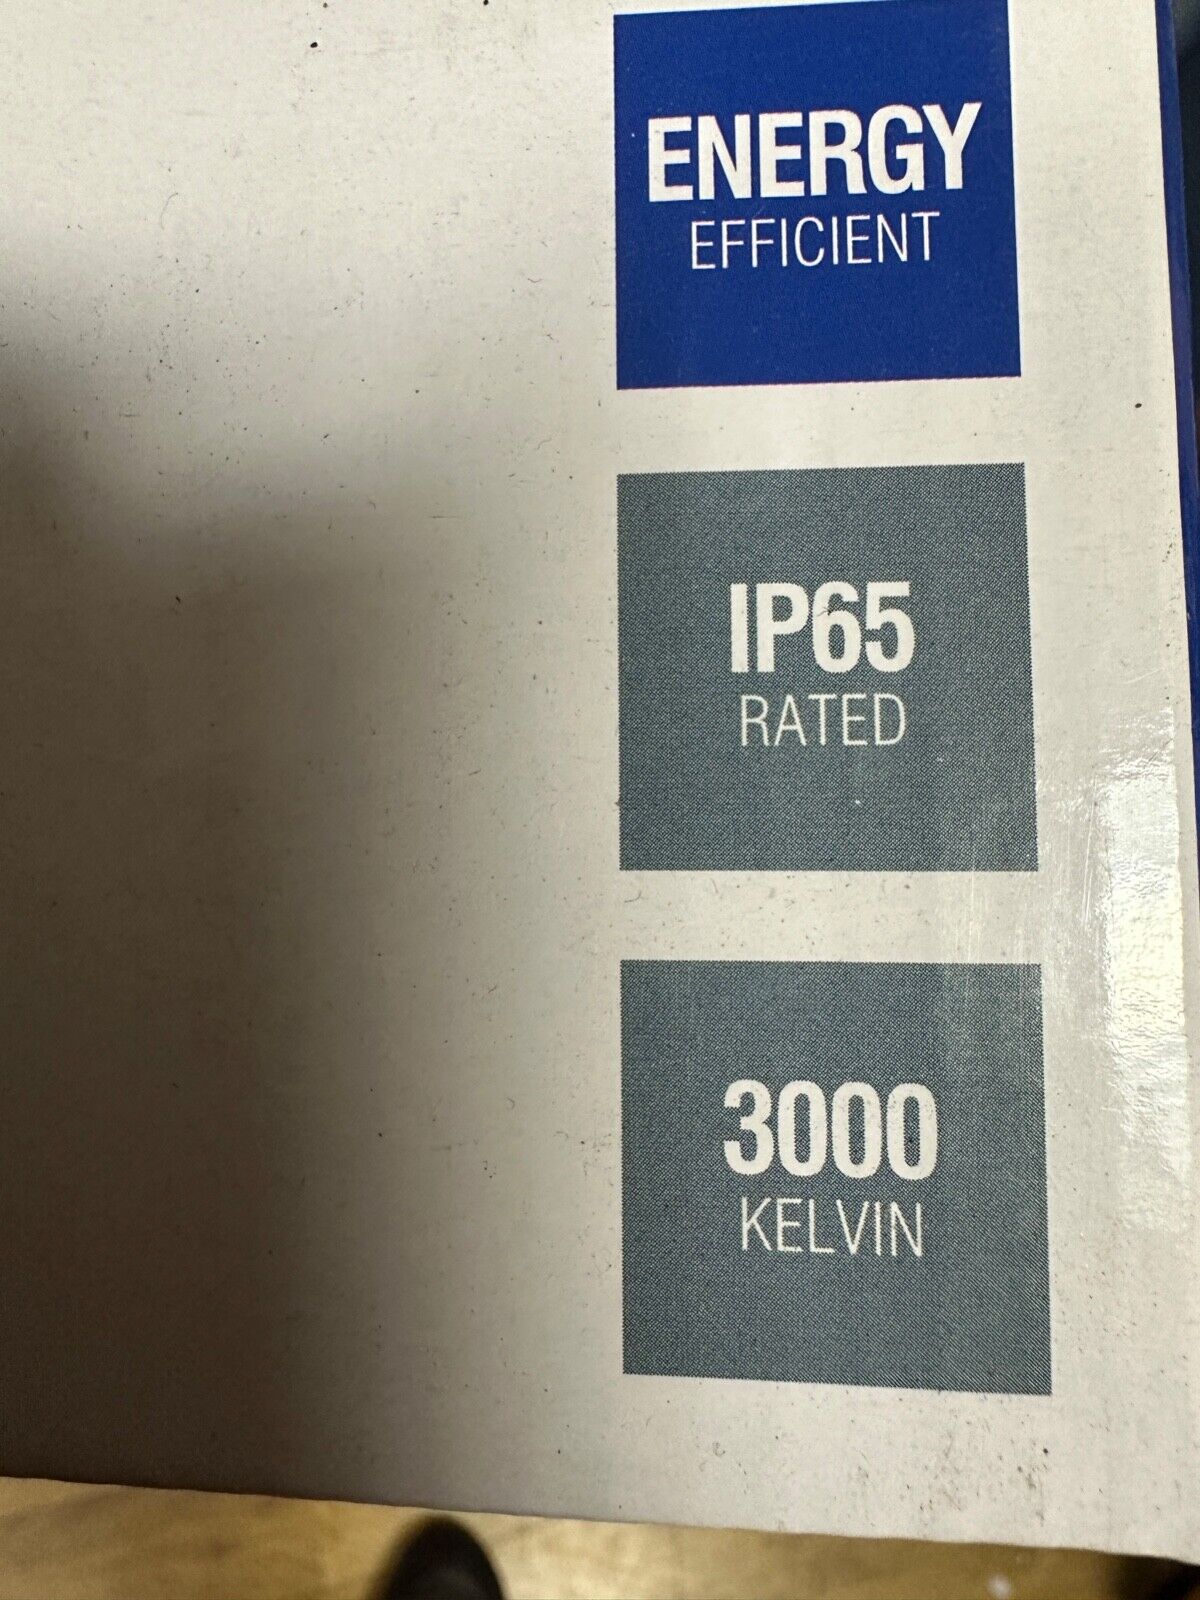 ENERGY
EFFICIENT
IP65
RATED
3000
KELVIN